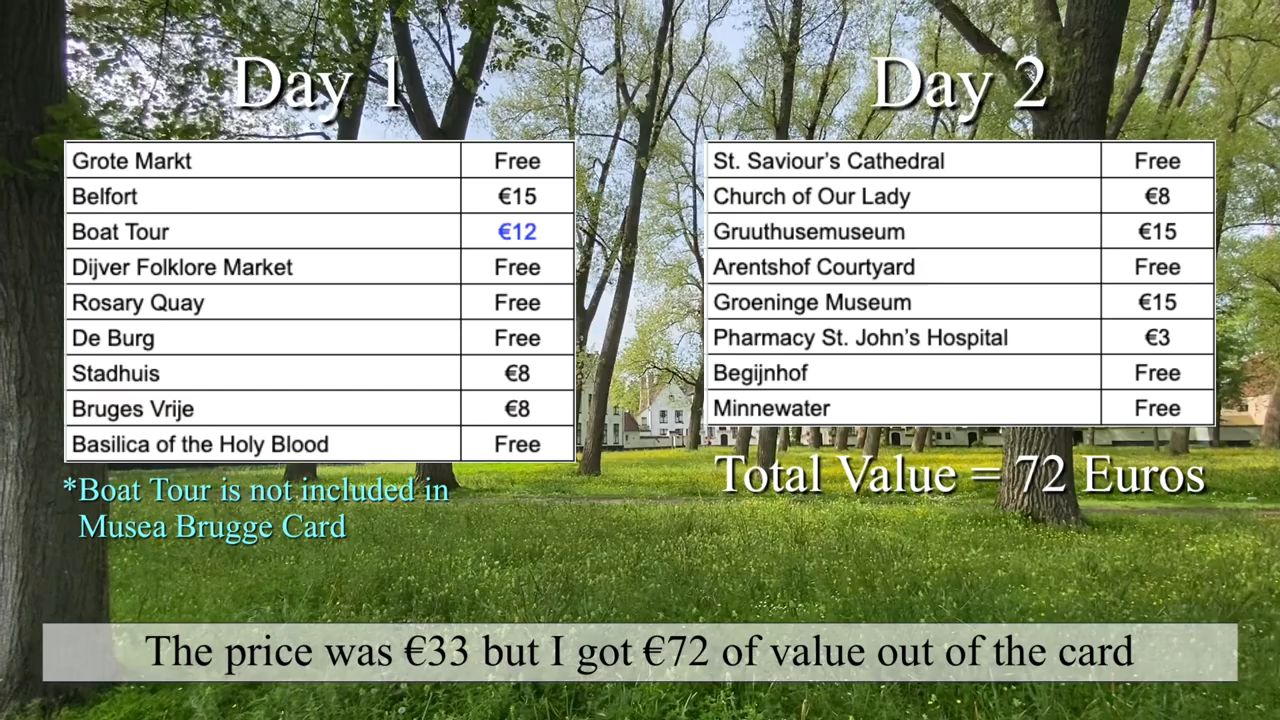 Day 1
Grote Markt Free
Belfort €15
Boat Tour €12
Dijver Folklore Market Free
Rosary Quay Free
De Burg Free
Stadhuis €8
Bruges Vrije €8
Basilica of the Holy Blood Free
*Boat Tour is not included in
Musea Brugge Card
Day 2
St. Saviour's Cathedral Free
Church of Our Lady €8
Gruuthusemuseum €15
Arentshof Courtyard Free
Groeninge Museum €15
Pharmacy St. John's Hospital €3
Begijnhof Free
Minnewater Free
Total Value = 72 Euros
The price was €33 but I got €72 of value out of the card